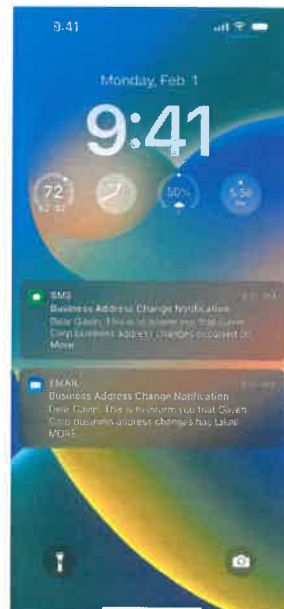 9:41
Monday, Feb. 1
9:41
72
50%
SMS
Business Address Change Notification
Dear Gavin, This is to inform you that Gaven
Corp business address changes occurred on
More
EMAIL
Business Address Change Notification
Dear Gavin, This is to inform you that Gaven
Corp business address changes has taken
MORE